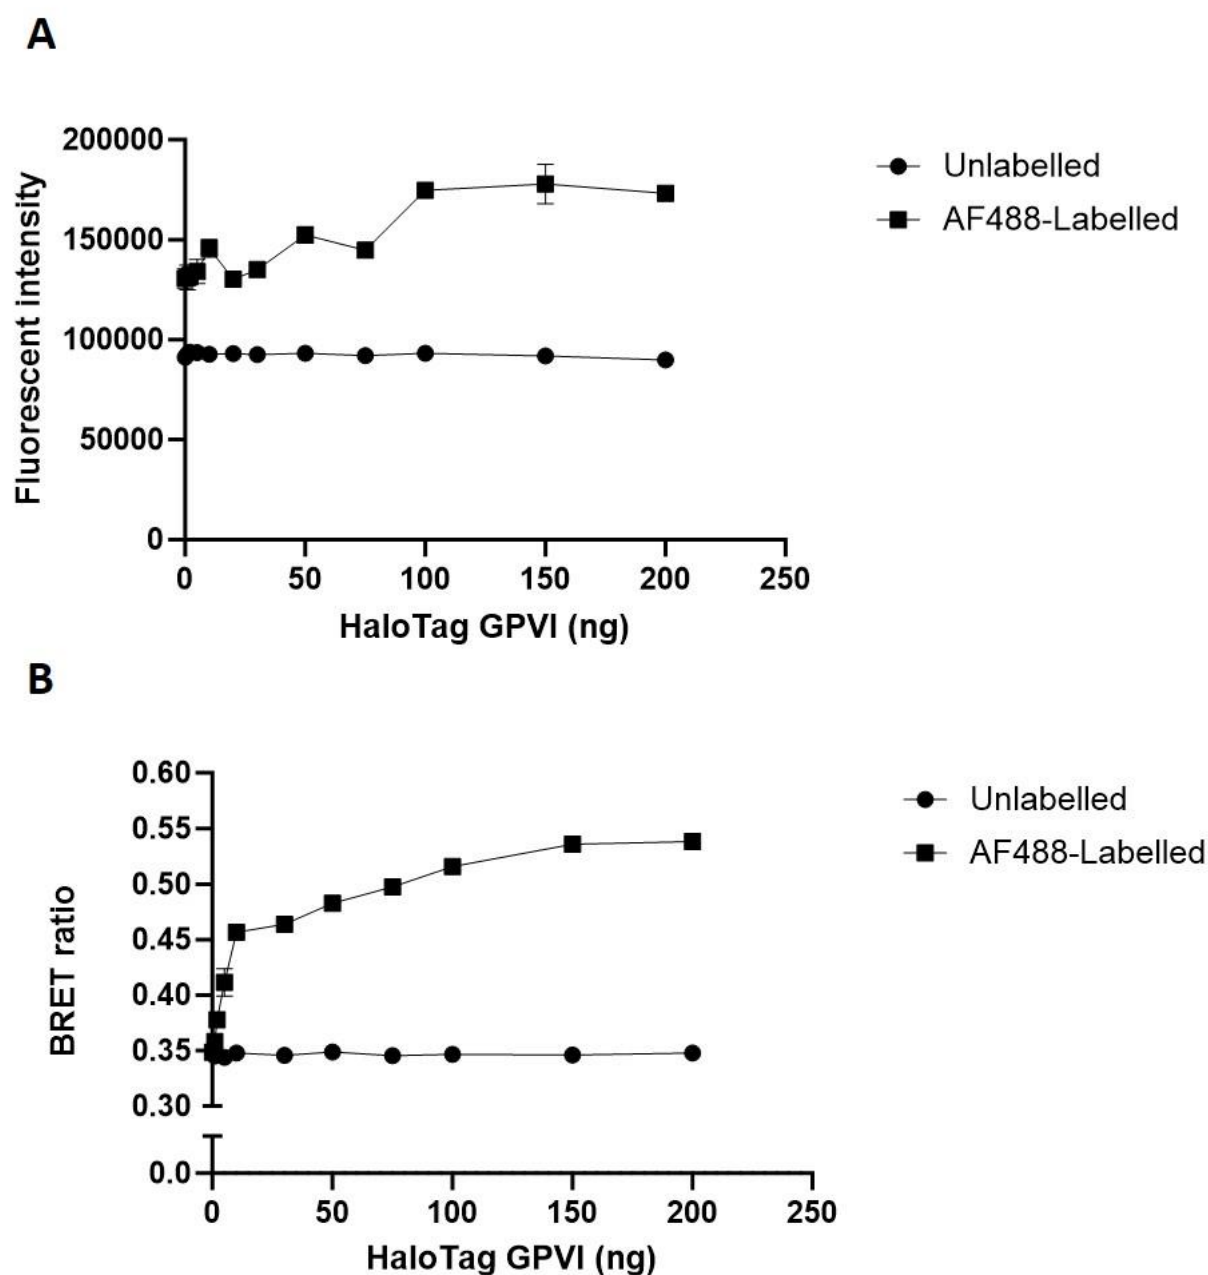 A
200000
150000
100000
50000
0
Fluorescent intensity
0 50 100 150 200 250
HaloTag GPVI (ng)
Unlabelled
AF488-Labelled
B
0.60
0.55
0.50
0.45
0.40
0.35
0.30
0.0
BRET ratio
0 50 100 150 200 250
HaloTag GPVI (ng)
Unlabelled
AF488-Labelled